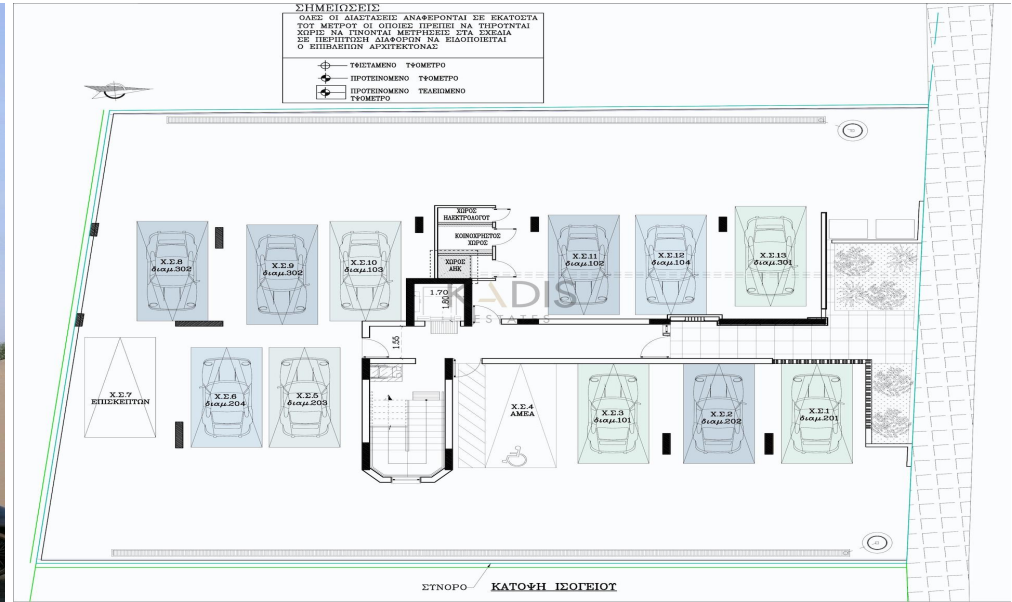 ΣΗΜΕΙΩΣΕΙΣ
ΟΛΕΣ ΟΙ ΔΙΑΣΤΑΣΕΙΣ ΑΝΑΦΕΡΟΝΤΑΙ ΣΕ ΕΚΑΤΟΣΤΑ
ΤΟΥ ΜΕΤΡΟΥ ΟΙ ΟΠΟΙΕΣ ΠΡΕΠΕΙ ΝΑ ΤΗΡΟΥΝΤΑΙ
ΧΩΡΙΣ ΝΑ ΓΙΝΟΝΤΑΙ ΜΕΤΡΗΣΕΙΣ ΣΤΑ ΣΧΕΔΙΑ
ΣΕ ΠΕΡΙΠΤΩΣΗ ΔΙΑΦΟΡΩΝ ΝΑ ΕΙΔΟΠΟΙΕΙΤΑΙ
Ο ΕΠΙΒΛΕΠΩΝ ΑΡΧΙΤΕΚΤΟΝΑΣ
ΥΦΙΣΤΑΜΕΝΟ ΥΨΟΜΕΤΡΟ
ΠΡΟΤΕΙΝΟΜΕΝΟ ΥΨΟΜΕΤΡΟ
ΠΡΟΤΕΙΝΟΜΕΝΟ ΤΕΛΕΙΩΜΕΝΟ
ΥΨΟΜΕΤΡΟ
ΧΩΡΟΣ
ΗΛΕΚΤΡΟΛΟΓΟΥ
ΚΟΙΝΟΧΡΗΣΤΟΣ
ΧΩΡΟΣ
ΧΩΡΟΣ
ΑΗΚ
Χ.Σ.8
διαμ.302
Χ.Σ.9
διαμ.302
Χ.Σ.10
διαμ.103
Χ.Σ.11
διαμ.102
Χ.Σ.12
διαμ.104
Χ.Σ.13
διαμ.301
1.70
1.80
KADIS
ESTATES
1.55
Χ.Σ.7
ΕΠΙΣΚΕΠΤΩΝ
Χ.Σ.6
διαμ.204
Χ.Σ.5
διαμ.203
Χ.Σ.4
ΑΜΕΑ
Χ.Σ.3
διαμ.101
Χ.Σ.2
διαμ.202
Χ.Σ.1
διαμ.201
ΣΥΝΟΡΟ
ΚΑΤΟΨΗ ΙΣΟΓΕΙΟΥ